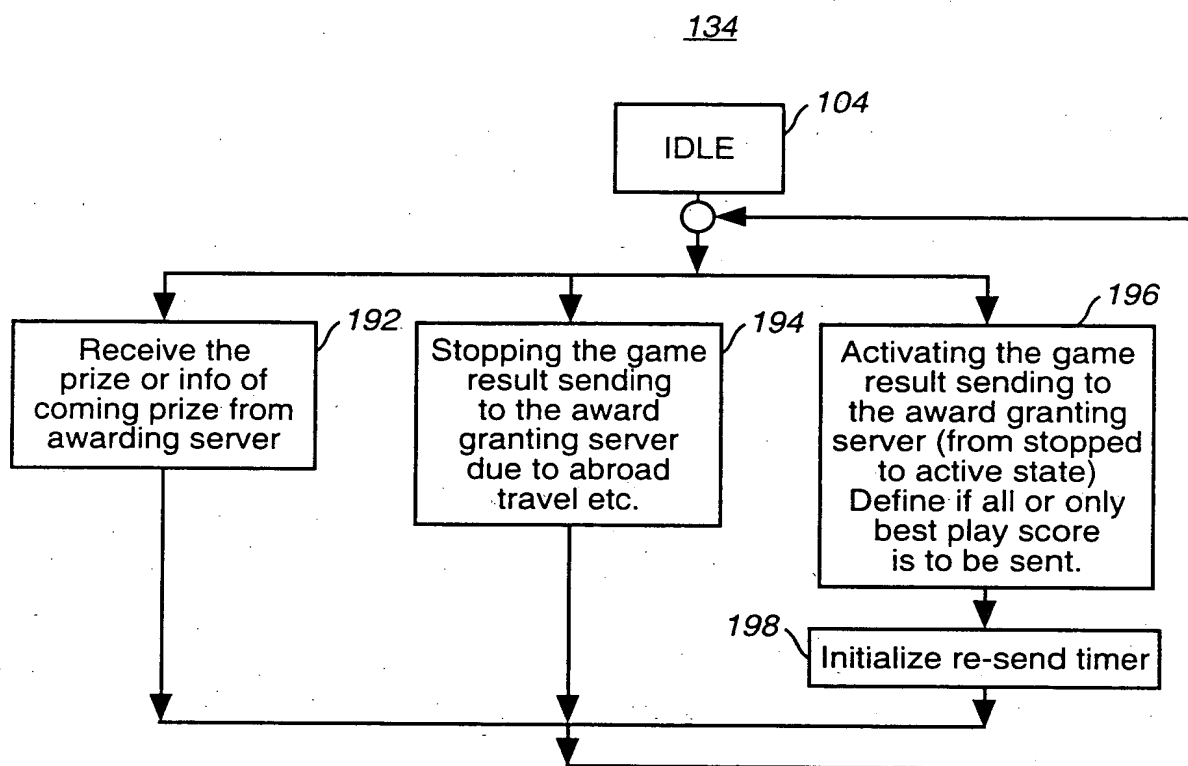 134
104
IDLE
192
Receive the
prize or info of
coming prize from
awarding server
194
Stopping the game
result sending
to the award
granting server
due to abroad
travel etc.
196
Activating the game
result sending to
the award granting
server (from stopped
to active state)
Define if all or only
best play score
is to be sent.
198
Initialize re-send timer